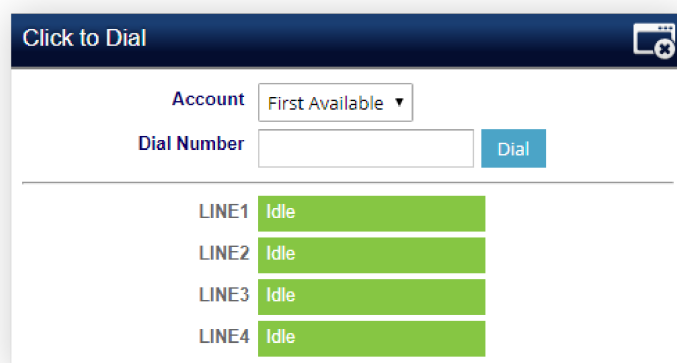 Click to Dial
Account First Available
Dial Number Dial
LINE1 Idle
LINE2 Idle
LINE3 Idle
LINE4 Idle